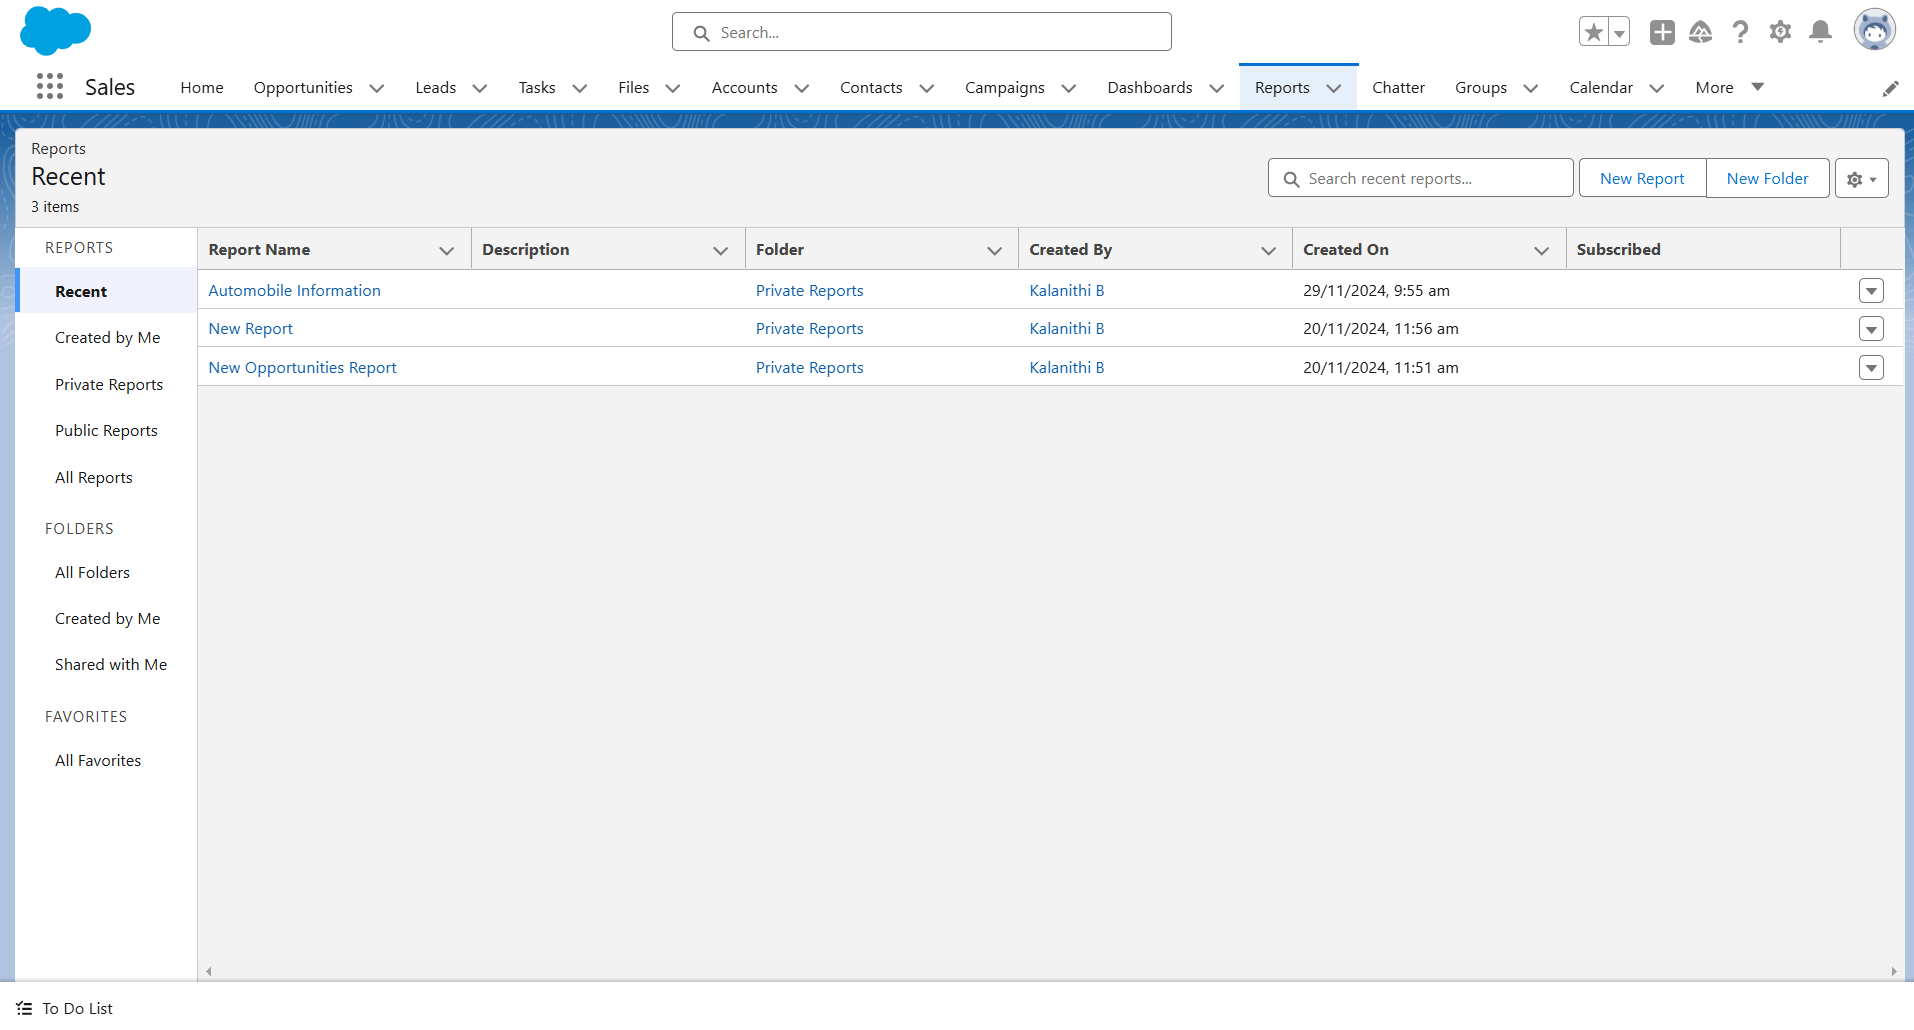 Search...
Sales
Home
Opportunities
Leads
Tasks
Files
Accounts
Contacts
Campaigns
Dashboards
Reports
Chatter
Groups
Calendar
More
Reports
Recent
3 items
Search recent reports...
New Report
New Folder
REPORTS
Recent
Created by Me
Private Reports
Public Reports
All Reports
FOLDERS
All Folders
Created by Me
Shared with Me
FAVORITES
All Favorites
Report Name Description Folder Created By Created On Subscribed
Automobile Information Private Reports Kalanithi B 29/11/2024, 9:55 am
New Report Private Reports Kalanithi B 20/11/2024, 11:56 am
New Opportunities Report Private Reports Kalanithi B 20/11/2024, 11:51 am
To Do List